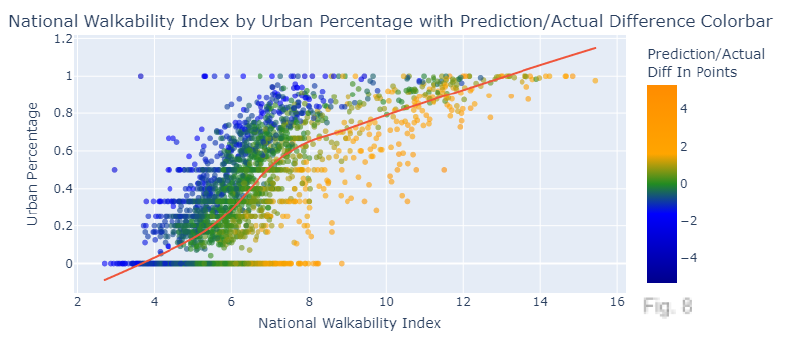 National Walkability Index by Urban Percentage with Prediction/Actual Difference Colorbar
Prediction/Actual
Diff In Points
1.2
1
0.8
0.6
0.4
0.2
0
Urban Percentage
2 4 6 8 10 12 14 16
National Walkability Index
4
2
0
−2
−4
Fig. 8